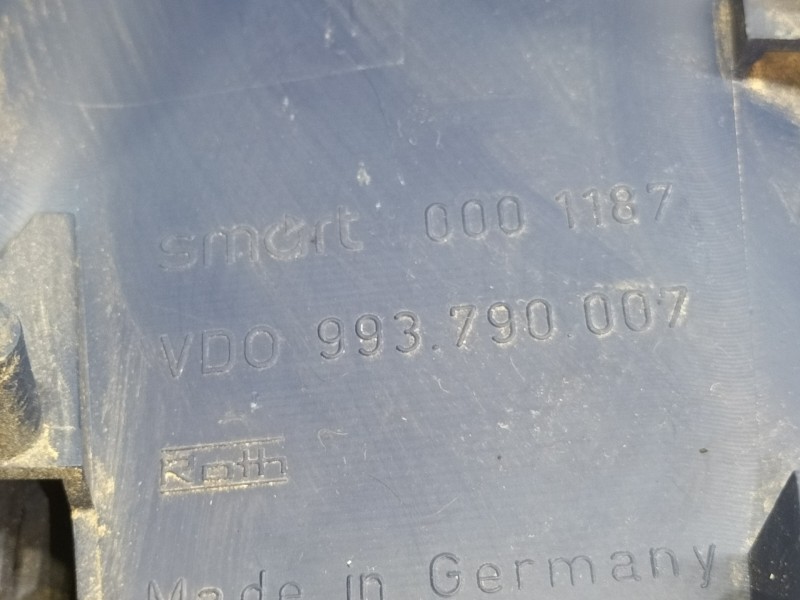 smart 000 1187
VDO 993.790.007
Roth
Made in Germany